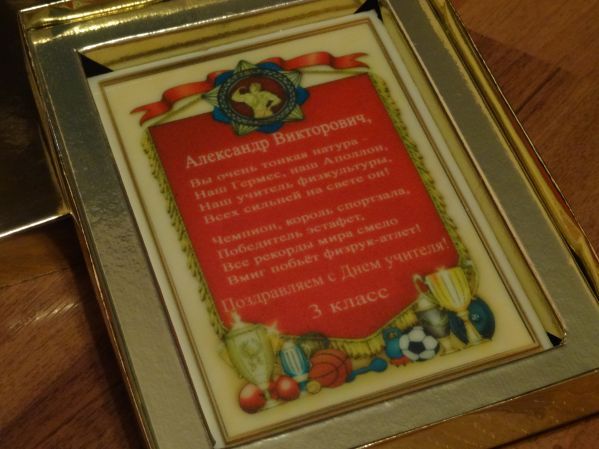 Александр Викторович,
Вы очень тонкая натура -
Наш Гермес, наш Аполлон,
Наш учитель физкультуры,
Всех сильней на свете он!
Чемпион, король спортзала,
Победитель эстафет,
Все рекорды мира смело
Вмиг побьёт физрук-атлет!
Поздравляем с Днем учителя!
3 класс